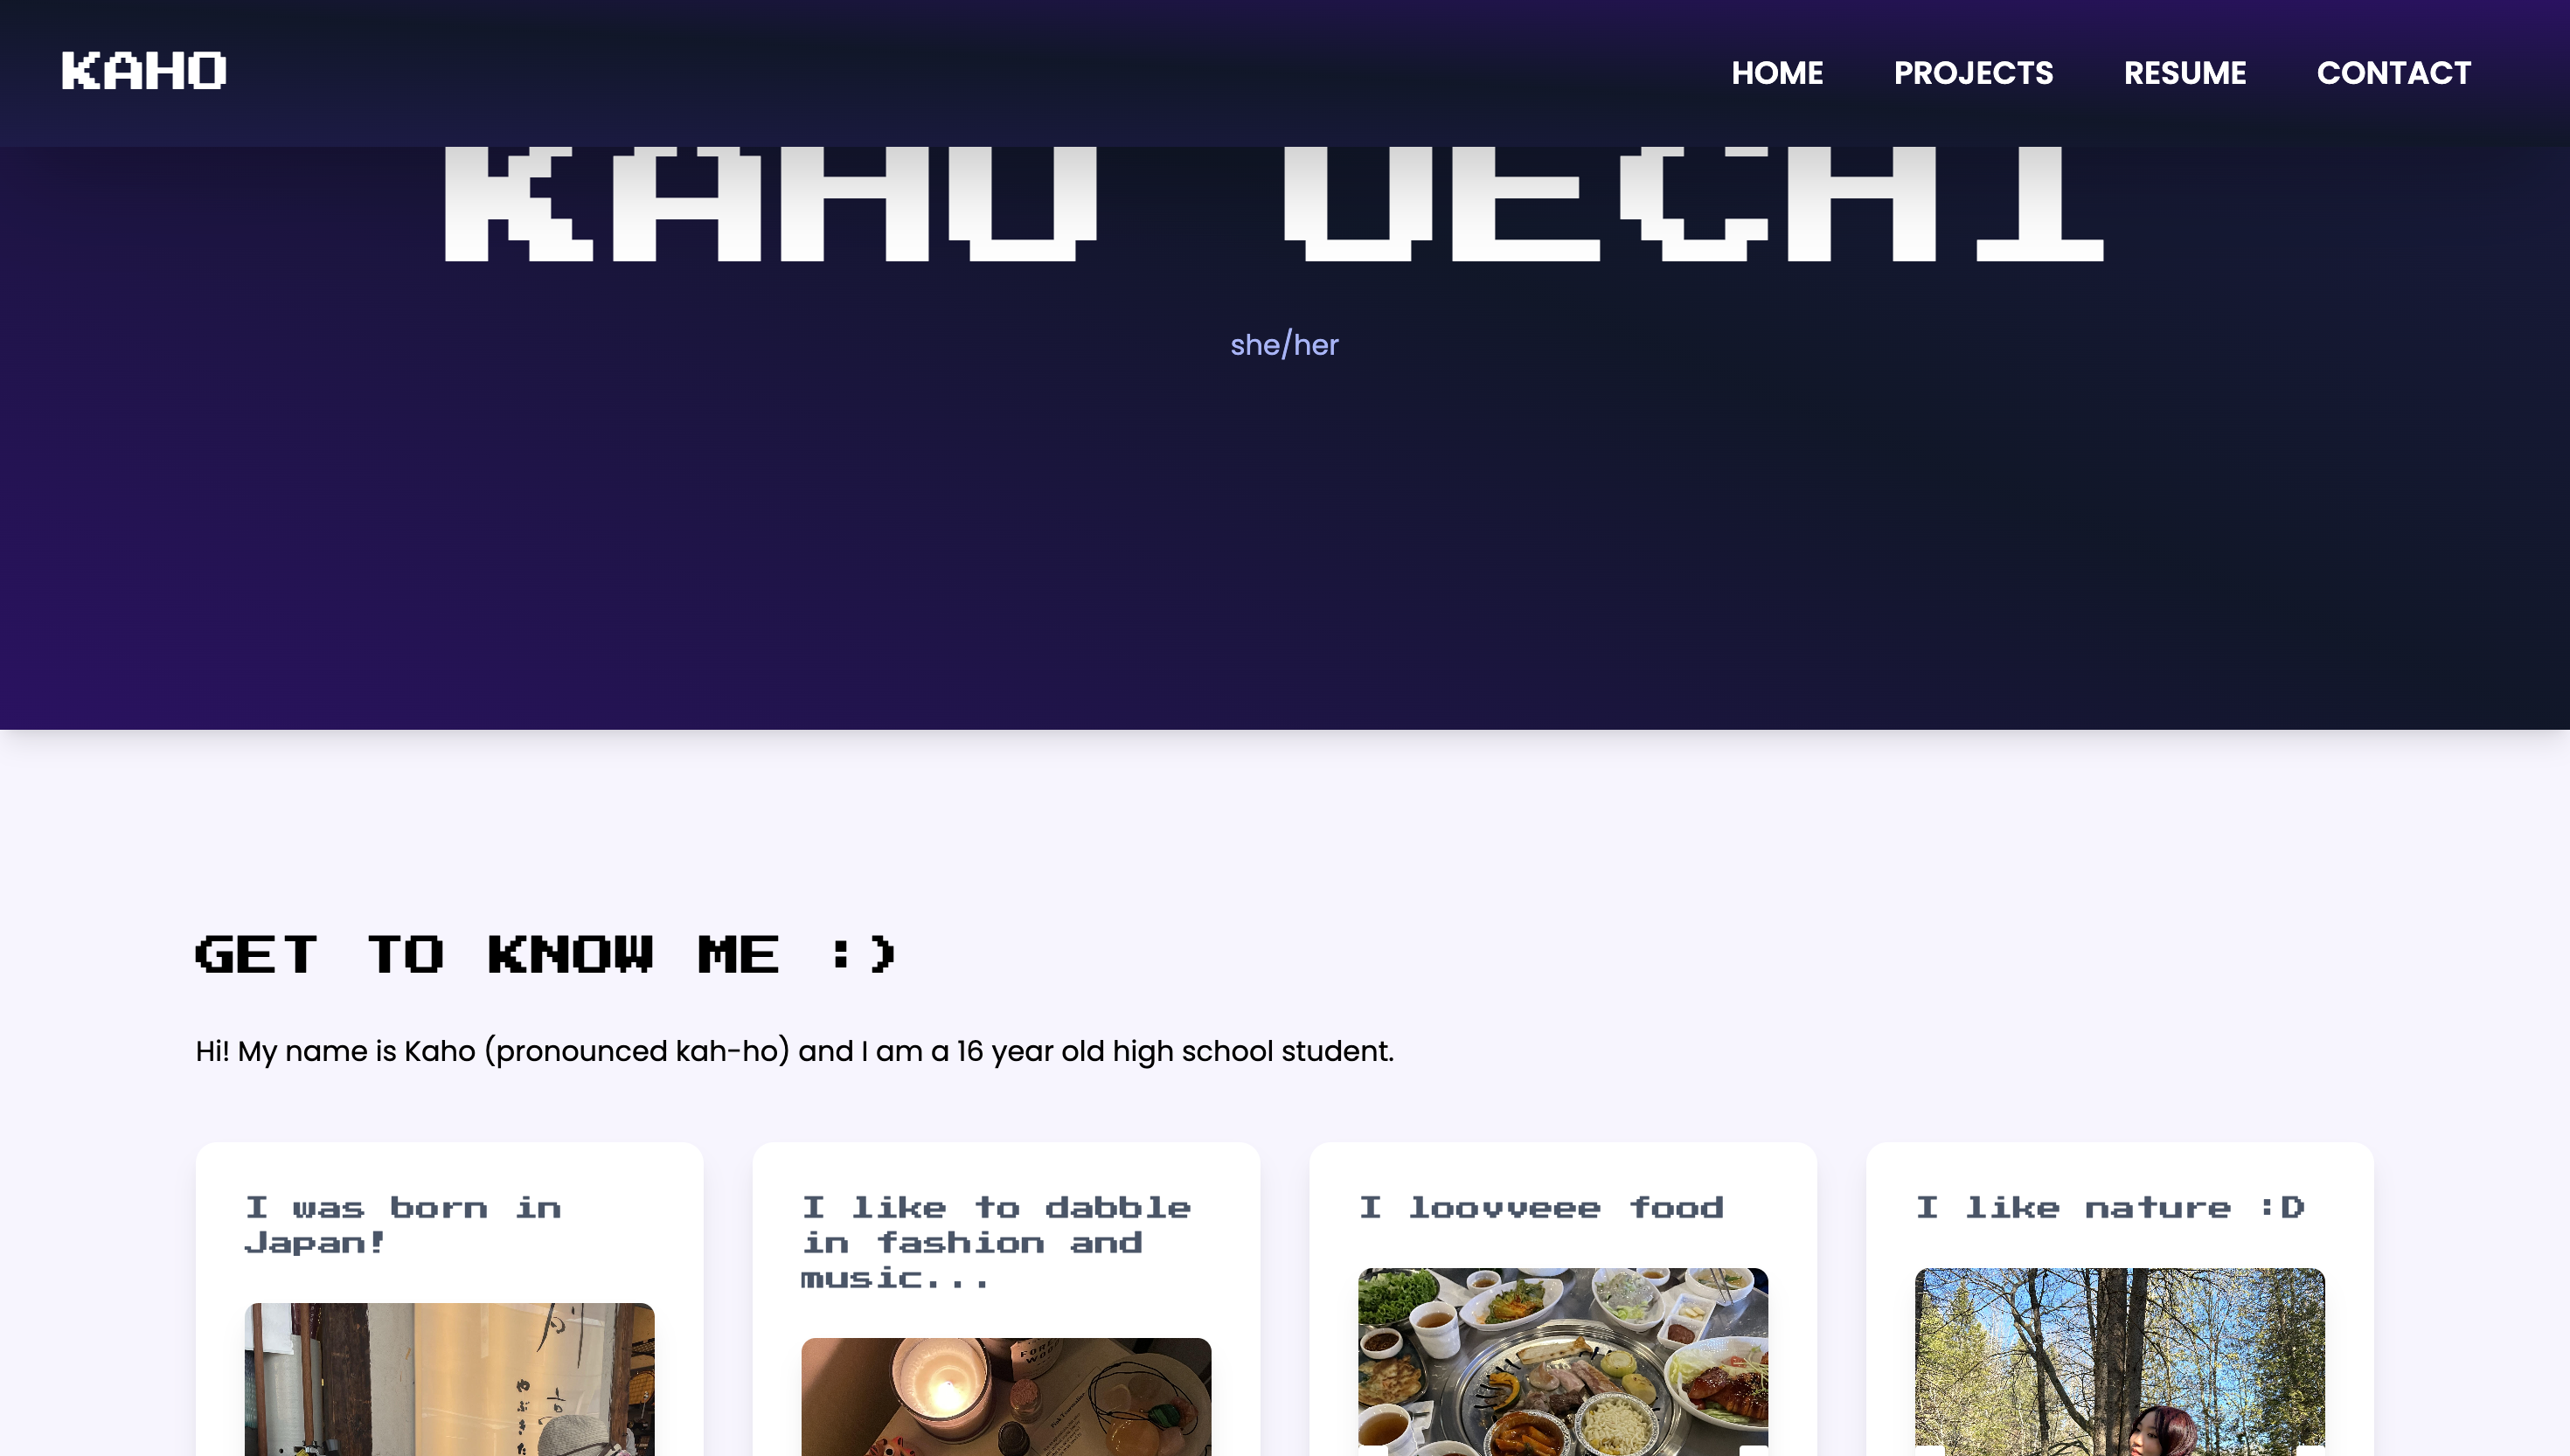 KAHO
HOME PROJECTS RESUME CONTACT
KAHO UECHI
she/her
GET TO KNOW ME :)
Hi! My name is Kaho (pronounced kah-ho) and I am a 16 year old high school student.
I was born in
Japan!
I like to dabble
in fashion and
music...
I loovveee food
I like nature :D